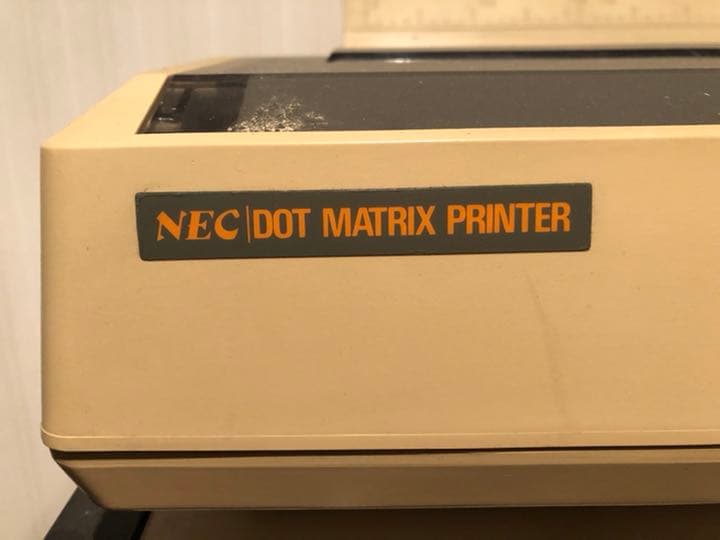 NEC DOT MATRIX PRINTER